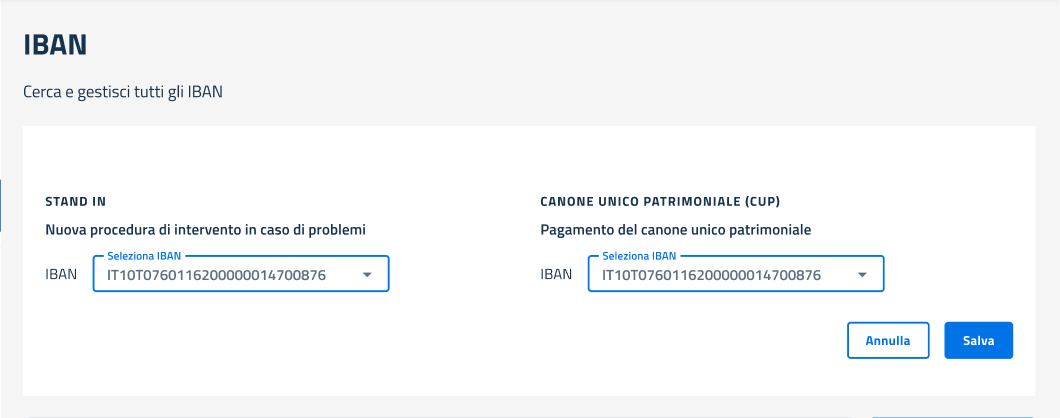 IBAN
Cerca e gestisci tutti gli IBAN
STAND IN
Nuova procedura di intervento in caso di problemi
Seleziona IBAN
IBAN IT10T0760116200000014700876
CANONE UNICO PATRIMONIALE (CUP)
Pagamento del canone unico patrimoniale
Seleziona IBAN
IBAN IT10T0760116200000014700876
Annulla
Salva